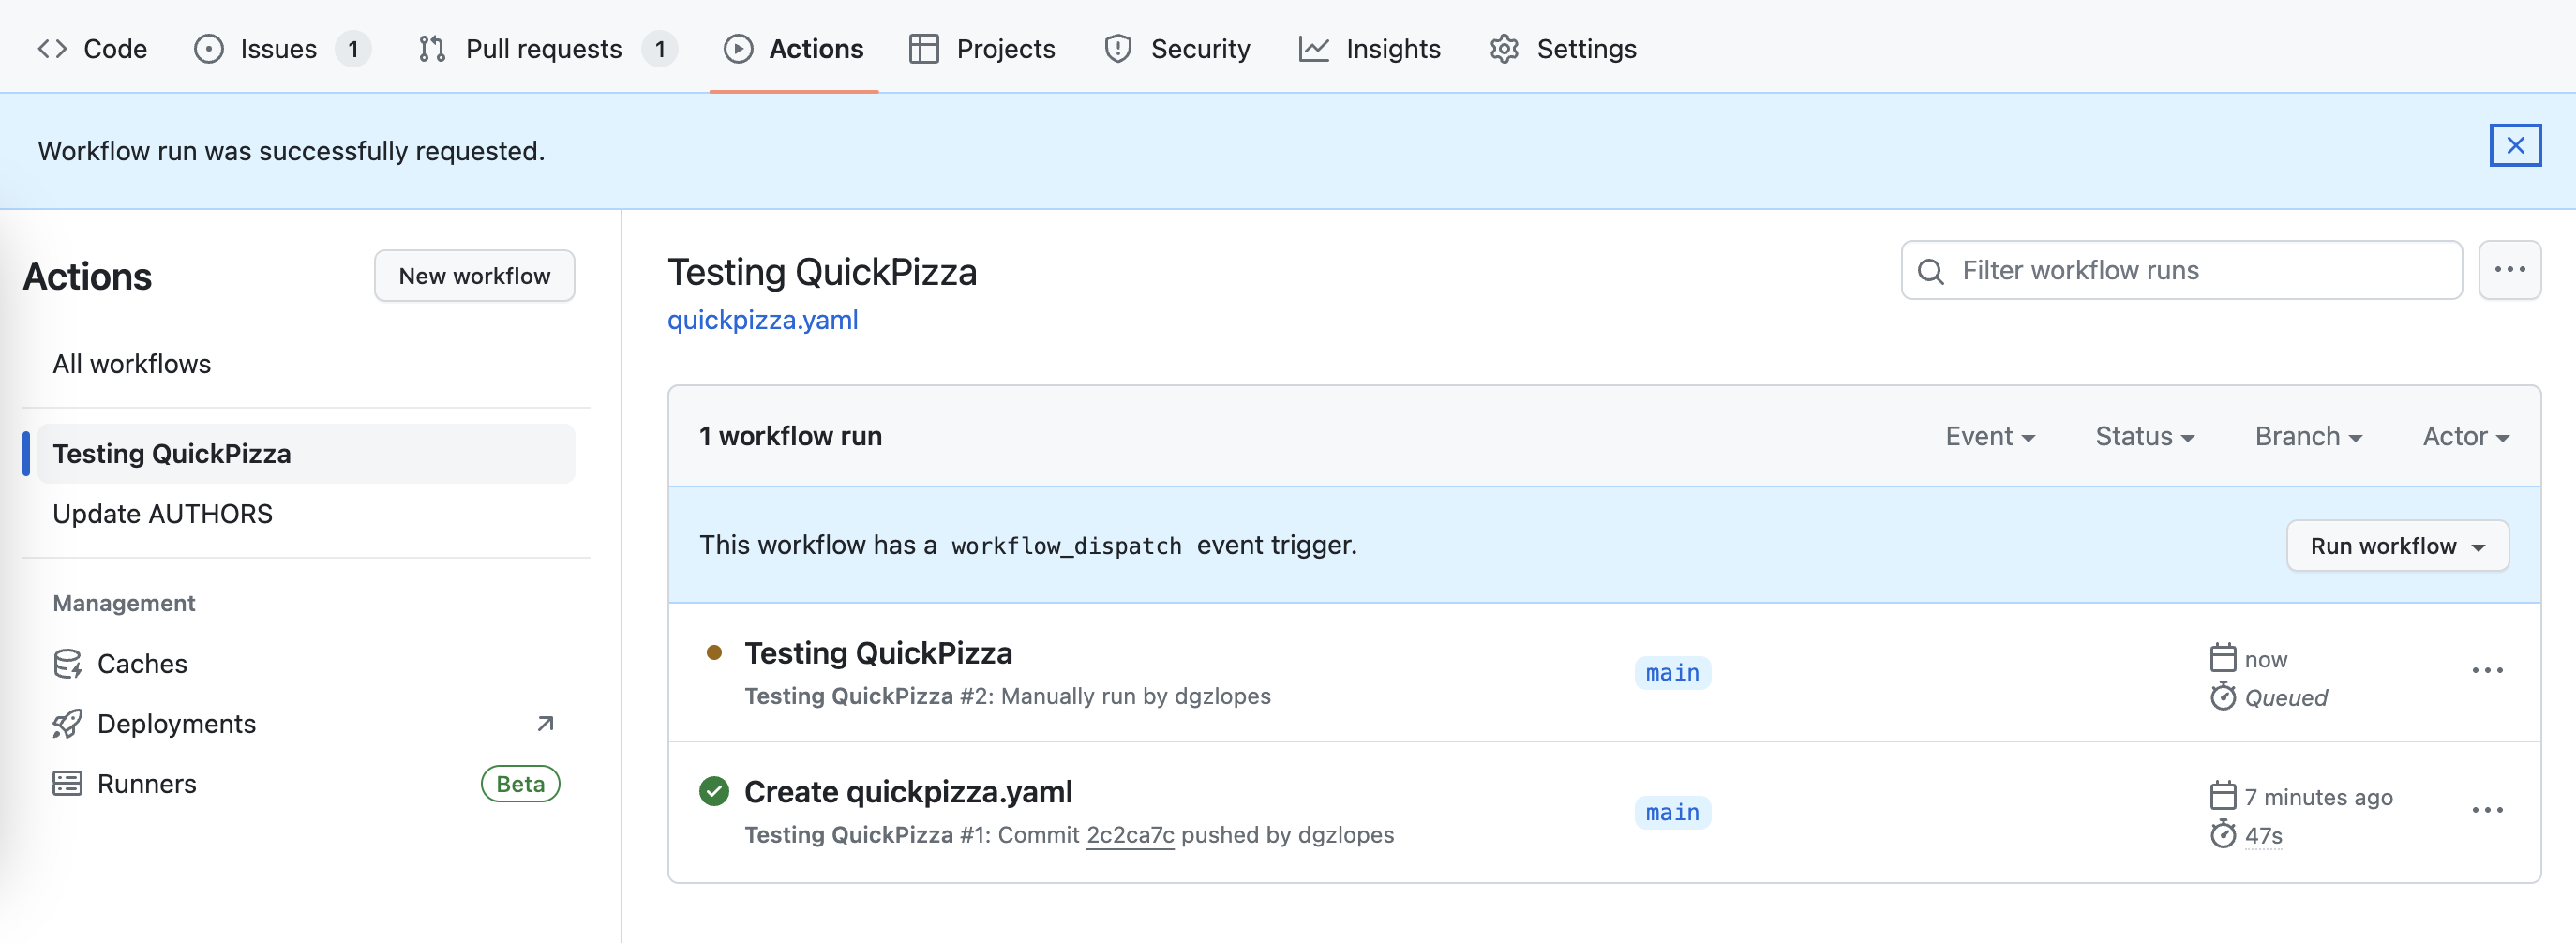 Code Issues 1 Pull requests 1 Actions Projects Security Insights Settings
Workflow run was successfully requested.
Actions
New workflow
All workflows
Testing QuickPizza
Update AUTHORS
Management
Caches
Deployments
Runners Beta
Testing QuickPizza
quickpizza.yaml
Filter workflow runs
1 workflow run
Event Status Branch Actor
This workflow has a workflow_dispatch event trigger.
Run workflow
Testing QuickPizza
Testing QuickPizza #2: Manually run by dgzlopes
main
now
Queued
Create quickpizza.yaml
Testing QuickPizza #1: Commit 2c2ca7c pushed by dgzlopes
main
7 minutes ago
47s